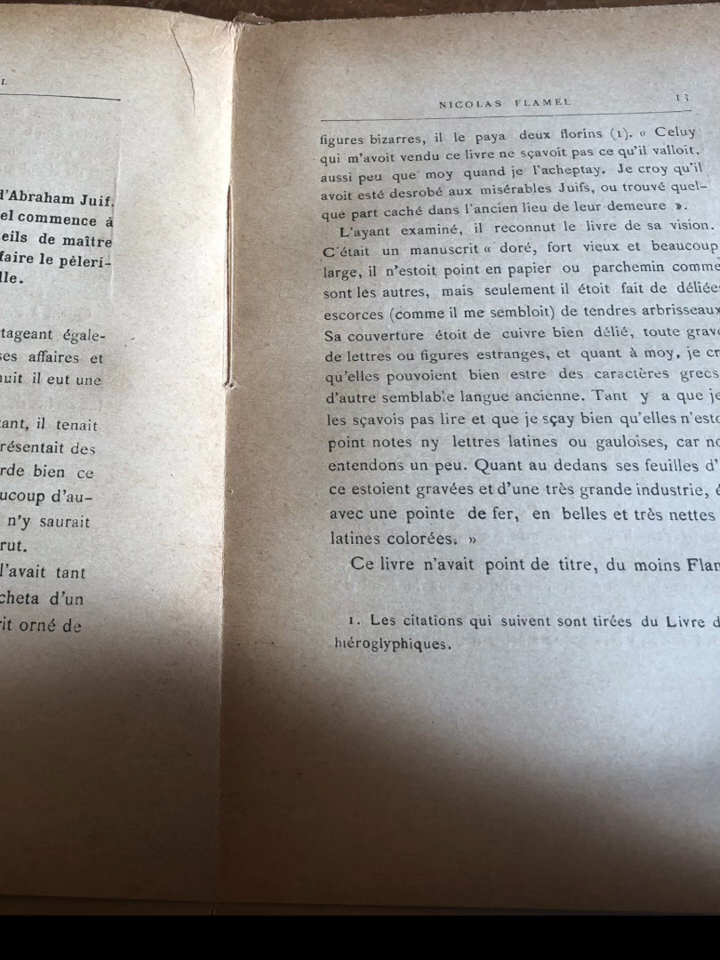 L
d'Abraham Juif.
el commence à
eils de maître
faire le pèleri-
lle.
tageant égale-
ses affaires et
nuit il eut une
ant, il tenait
résentait des
rde bien ce
ucoup d'au-
n'y saurait
rut.
l'avait tant
cheta d'un
rit orné de
NICOLAS FLAMEL 13
figures bizarres, il le paya deux florins (1). « Celuy
qui m'avoit vendu ce livre ne sçavoit pas ce qu'il valloit,
aussi peu que moy quand je l'acheptay. Je croy qu'il
avoit esté desrobé aux misérables Juifs, ou trouvé quel-
que part caché dans l'ancien lieu de leur demeure ».
L'ayant examiné, il reconnut le livre de sa vision.
C'était un manuscrit « doré, fort vieux et beaucoup
large, il n'estoit point en papier ou parchemin comme
sont les autres, mais seulement il étoit fait de déliées
escorces (comme il me sembloit) de tendres arbrisseaux
Sa couverture étoit de cuivre bien délié, toute grav
de lettres ou figures estranges, et quant à moy, je cr
qu'elles pouvoient bien estre des caractères grecs
d'autre semblable langue ancienne. Tant y a que je
les sçavois pas lire et que je sçay bien qu'elles n'esto
point notes ny lettres latines ou gauloises, car no
entendons un peu. Quant au dedans ses feuilles d'
ce estoient gravées et d'une très grande industrie, é
avec une pointe de fer, en belles et très nettes
latines colorées. »
Ce livre n'avait point de titre, du moins Flam
1. Les citations qui suivent sont tirées du Livre d
hiéroglyphiques.